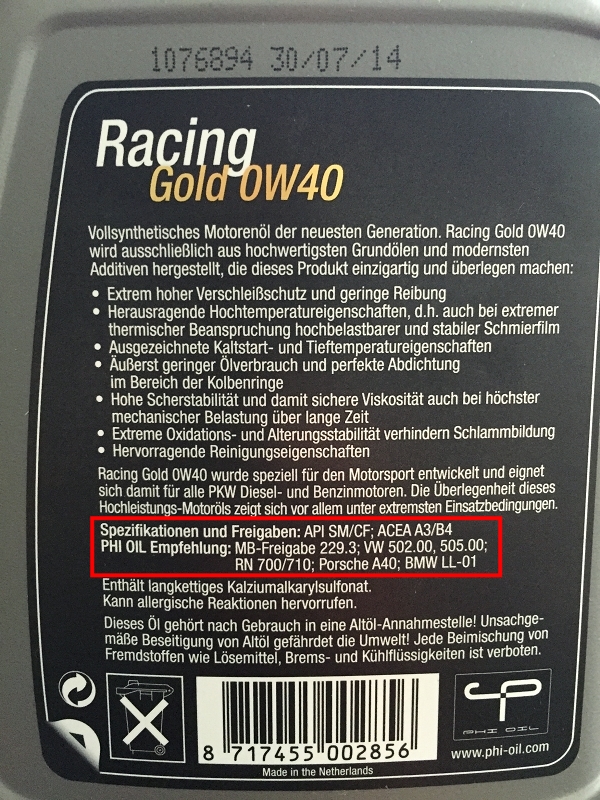 1076894 30/07/14
Racing
Gold 0W40
Vollsynthetisches Motorenöl der neuesten Generation. Racing Gold 0W40
wird ausschließlich aus hochwertigsten Grundölen und modernsten
Additiven hergestellt, die dieses Produkt einzigartig und überlegen machen:
• Extrem hoher Verschleißschutz und geringe Reibung
• Herausragende Hochtemperatureigenschaften, d.h. auch bei extremer
thermischer Beanspruchung hochbelastbarer und stabiler Schmierfilm
• Ausgezeichnete Kaltstart- und Tieftemperatureigenschaften
• Äußerst geringer Ölverbrauch und perfekte Abdichtung
im Bereich der Kolbenringe
• Hohe Scherstabilität und damit sichere Viskosität auch bei höchster
mechanischer Belastung über lange Zeit
• Extreme Oxidations- und Alterungsstabilität verhindern Schlammbildung
• Hervorragende Reinigungseigenschaften
Racing Gold 0W40 wurde speziell für den Motorsport entwickelt und eignet
sich damit für alle PKW Diesel- und Benzinmotoren. Die Überlegenheit dieses
Hochleistungs-Motoröls zeigt sich vor allem unter extremsten Einsatzbedingungen.
Spezifikationen und Freigaben: API SM/CF; ACEA A3/B4
PHI OIL Empfehlung: MB-Freigabe 229.3; VW 502.00, 505.00;
RN 700/710; Porsche A40; BMW LL-01
Enthält langkettiges Kalziumalkarylsulfonat.
Kann allergische Reaktionen hervorrufen.
Dieses Öl gehört nach Gebrauch in eine Altöl-Annahmestelle! Unsachge-
mäße Beseitigung von Altöl gefährdet die Umwelt! Jede Beimischung von
Fremdstoffen wie Lösemittel, Brems- und Kühlflüssigkeiten ist verboten.
PHI OIL
8 717455 002856
www.phi-oil.com
Made in the Netherlands